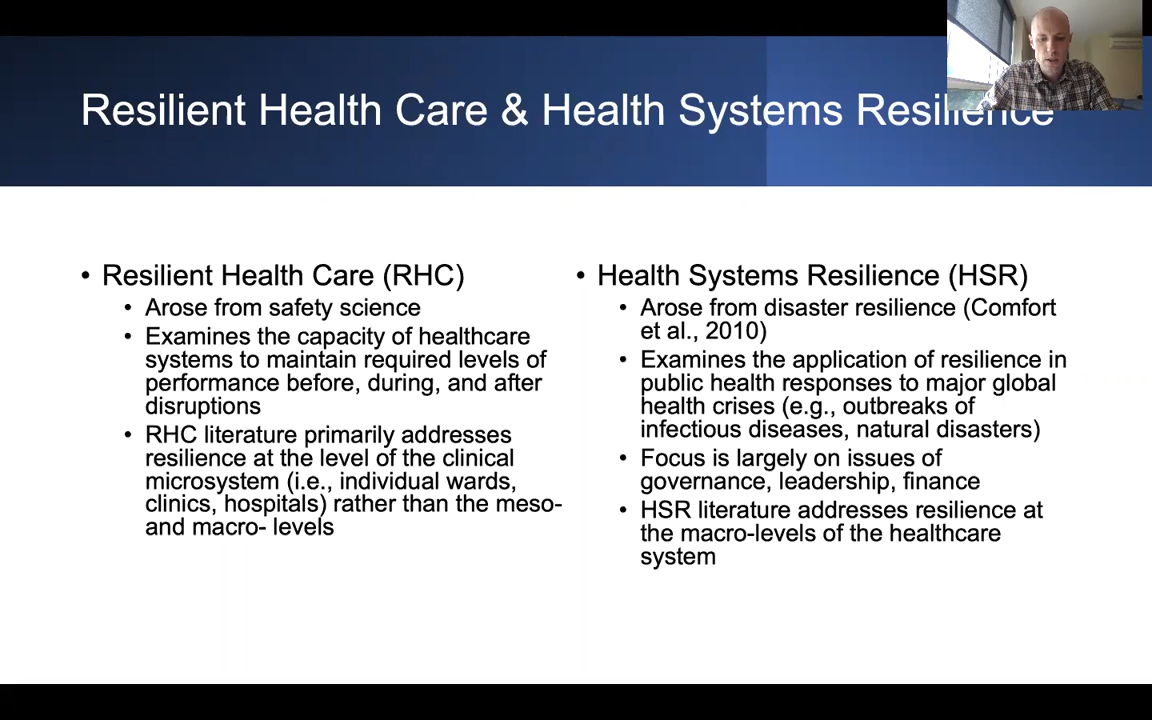 Resilient Health Care & Health Systems Resilience
• Resilient Health Care (RHC)
• Arose from safety science
• Examines the capacity of healthcare
systems to maintain required levels of
performance before, during, and after
disruptions
• RHC literature primarily addresses
resilience at the level of the clinical
microsystem (i.e., individual wards,
clinics, hospitals) rather than the meso-
and macro- levels
• Health Systems Resilience (HSR)
• Arose from disaster resilience (Comfort
et al., 2010)
• Examines the application of resilience in
public health responses to major global
health crises (e.g., outbreaks of
infectious diseases, natural disasters)
• Focus is largely on issues of
governance, leadership, finance
• HSR literature addresses resilience at
the macro-levels of the healthcare
system